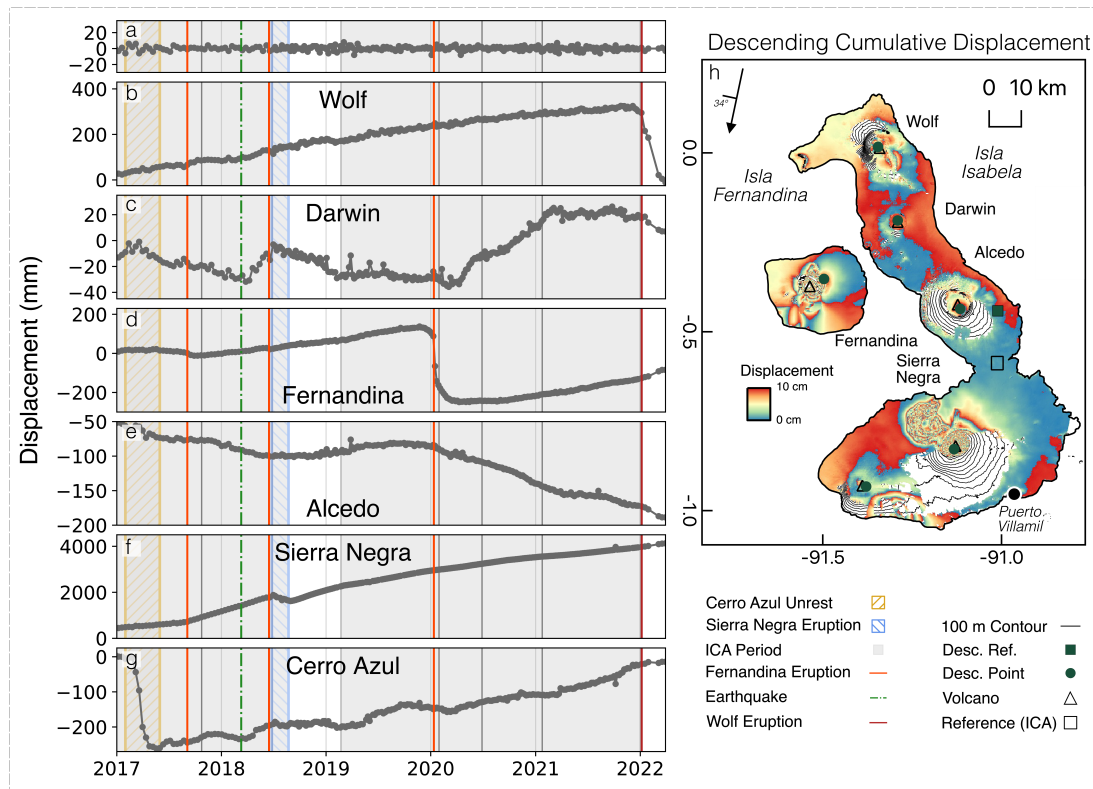 Displacement (mm)
a
20
0
−20
b
Wolf
400
200
0
c
Darwin
20
0
−20
−40
d
Fernandina
200
0
−200
e
Alcedo
−50
−100
−150
−200
f
Sierra Negra
4000
2000
0
g
Cerro Azul
0
−100
−200
2017
2018
2019
2020
2021
2022
Descending Cumulative Displacement
h
34°
0 10 km
Wolf
Isla
Fernandina
Isla
Isabela
Darwin
Alcedo
Fernandina
Sierra
Negra
Displacement
10 cm
0 cm
Puerto
Villamil
0.0
-0.5
-1.0
-91.5
-91.0
Cerro Azul Unrest
Sierra Negra Eruption
ICA Period
Fernandina Eruption
Earthquake
Wolf Eruption
100 m Contour
Desc. Ref.
Desc. Point
Volcano
Reference (ICA)